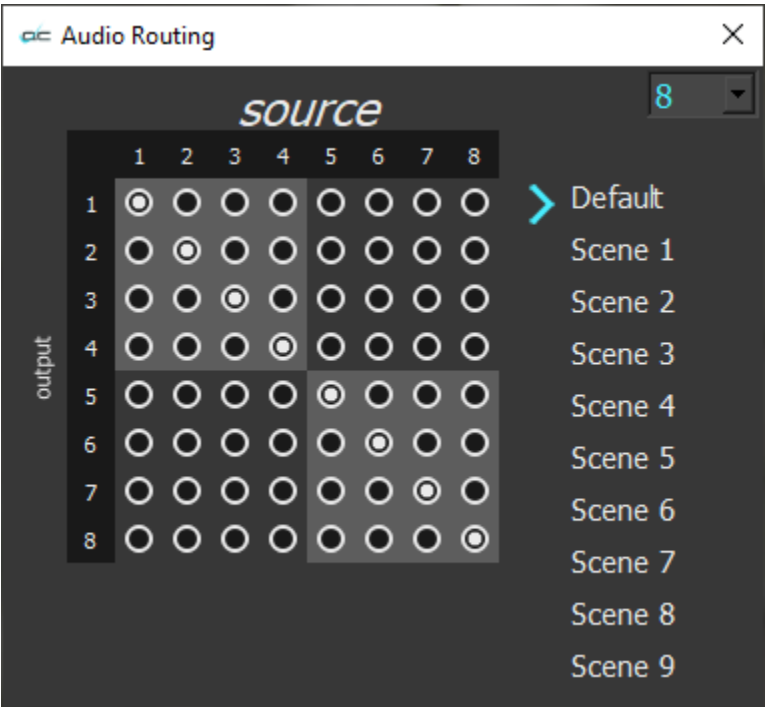 Audio Routing
8
source
1 2 3 4 5 6 7 8
1
2
3
4
5
6
7
8
output
Default
Scene 1
Scene 2
Scene 3
Scene 4
Scene 5
Scene 6
Scene 7
Scene 8
Scene 9